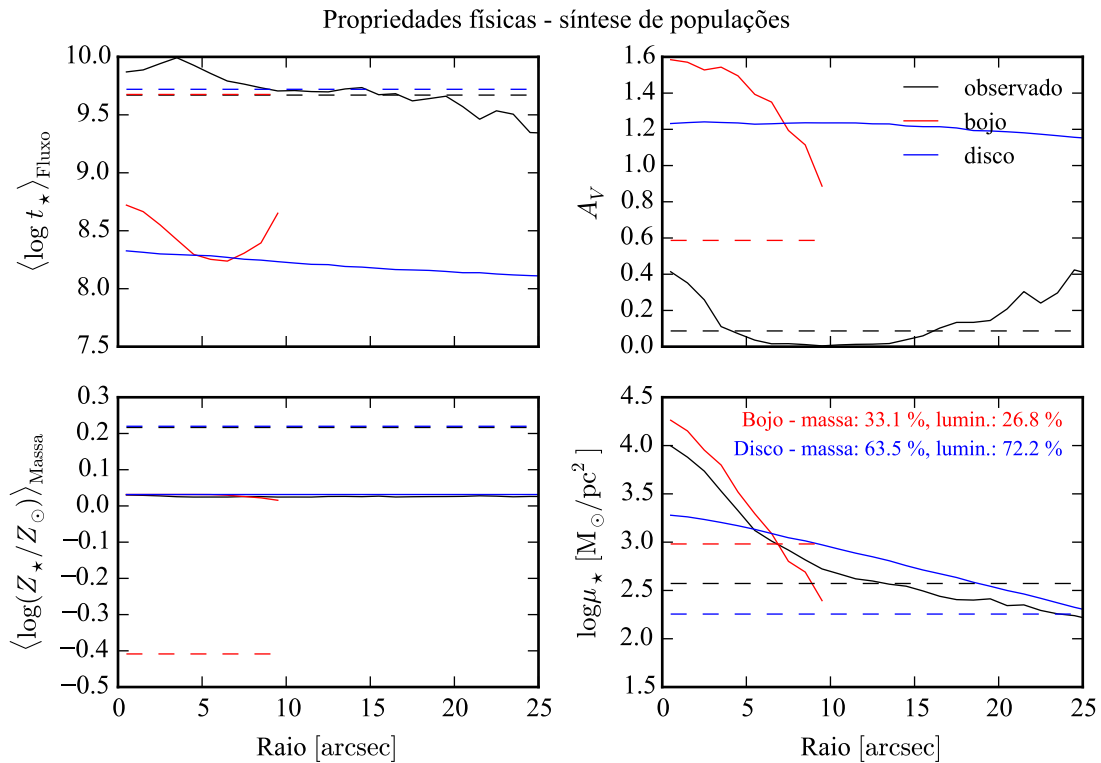 Propriedades físicas - síntese de populações
10.0
9.5
9.0
8.5
8.0
7.5
⟨log t⋆⟩Fluxo
1.6
1.4
1.2
1.0
0.8
0.6
0.4
0.2
0.0
A_V
observado
bojo
disco
0.3
0.2
0.1
0.0
−0.1
−0.2
−0.3
−0.4
−0.5
⟨log(Z⋆/Z⊙)⟩Massa
0 5 10 15 20 25
Raio [arcsec]
4.5
4.0
3.5
3.0
2.5
2.0
1.5
logμ⋆ [M⊙/pc²]
Bojo - massa: 33.1 %, lumin.: 26.8 %
Disco - massa: 63.5 %, lumin.: 72.2 %
0 5 10 15 20 25
Raio [arcsec]